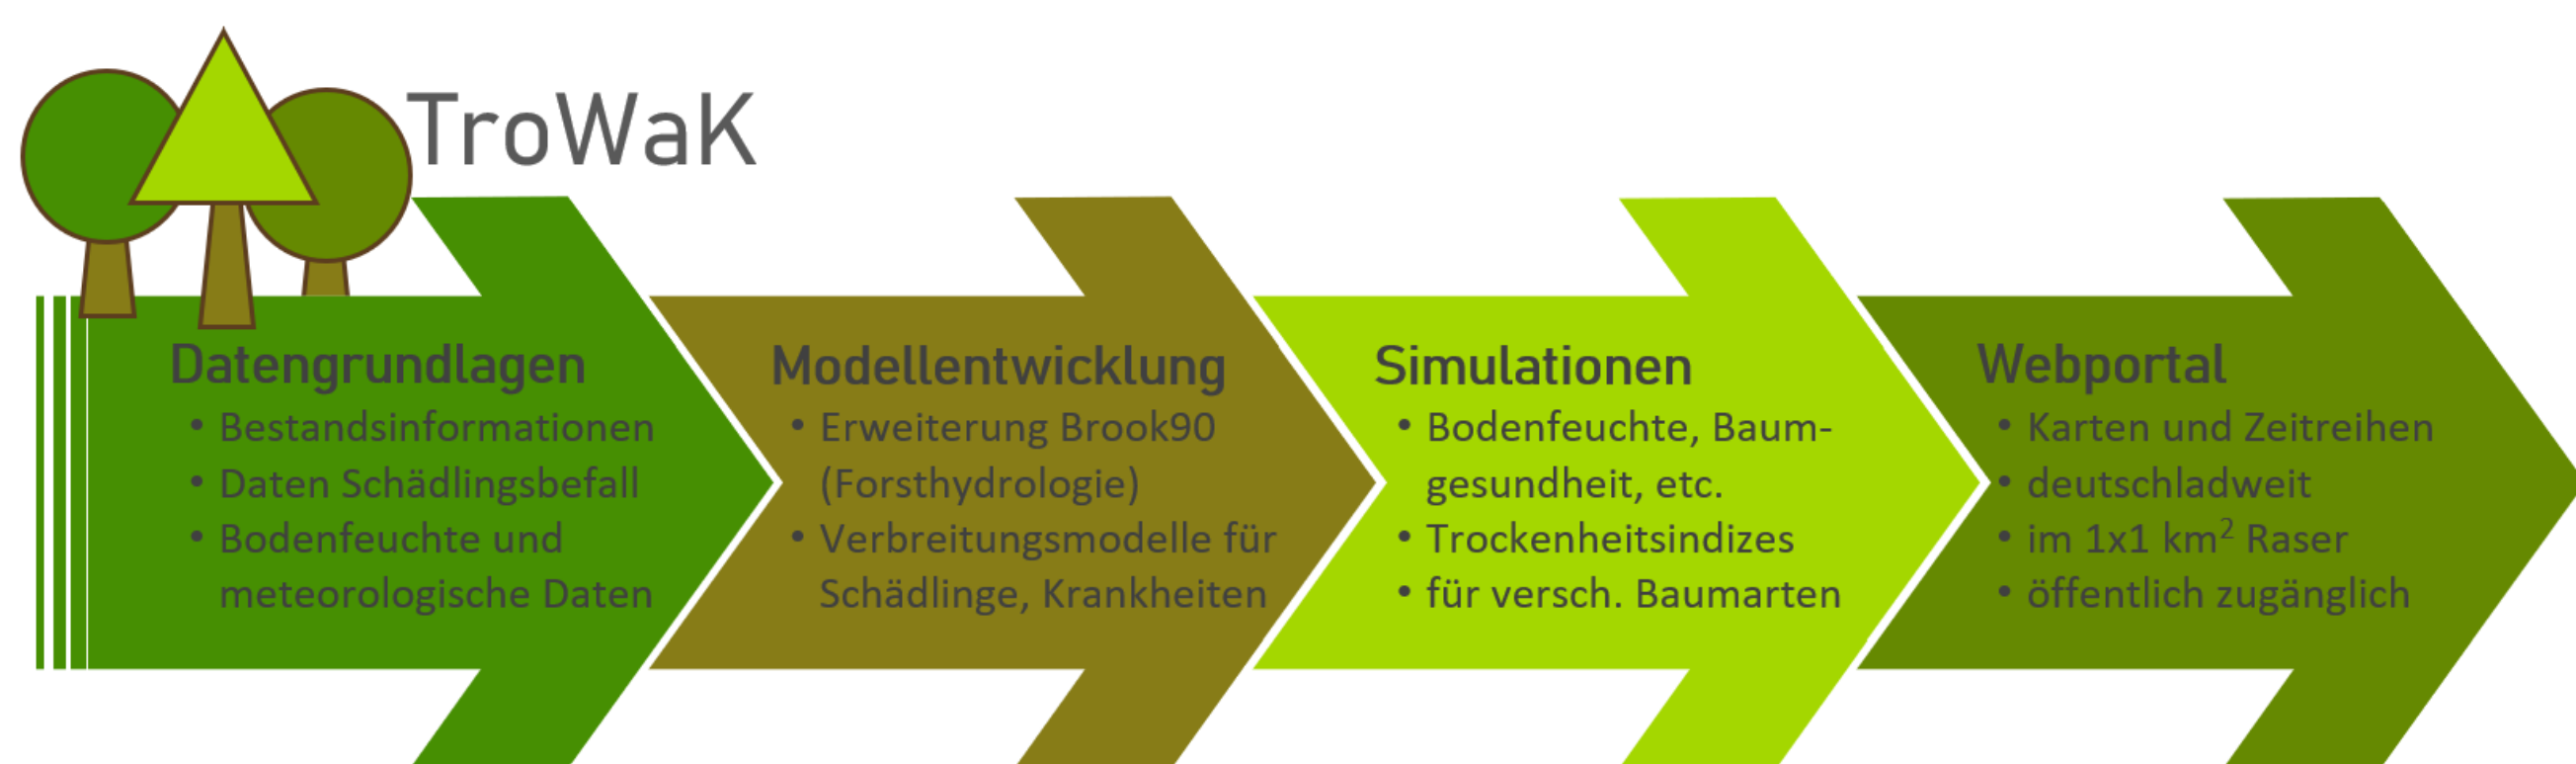 TroWaK
Datengrundlagen
• Bestandsinformationen
• Daten Schädlingsbefall
• Bodenfeuchte und
meteorologische Daten
Modellentwicklung
• Erweiterung Brook90
(Forsthydrologie)
• Verbreitungsmodelle für
Schädlinge, Krankheiten
Simulationen
• Bodenfeuchte, Baum-
gesundheit, etc.
• Trockenheitsindizes
• für versch. Baumarten
Webportal
• Karten und Zeitreihen
• deutschladweit
• im 1x1 km² Raser
• öffentlich zugänglich